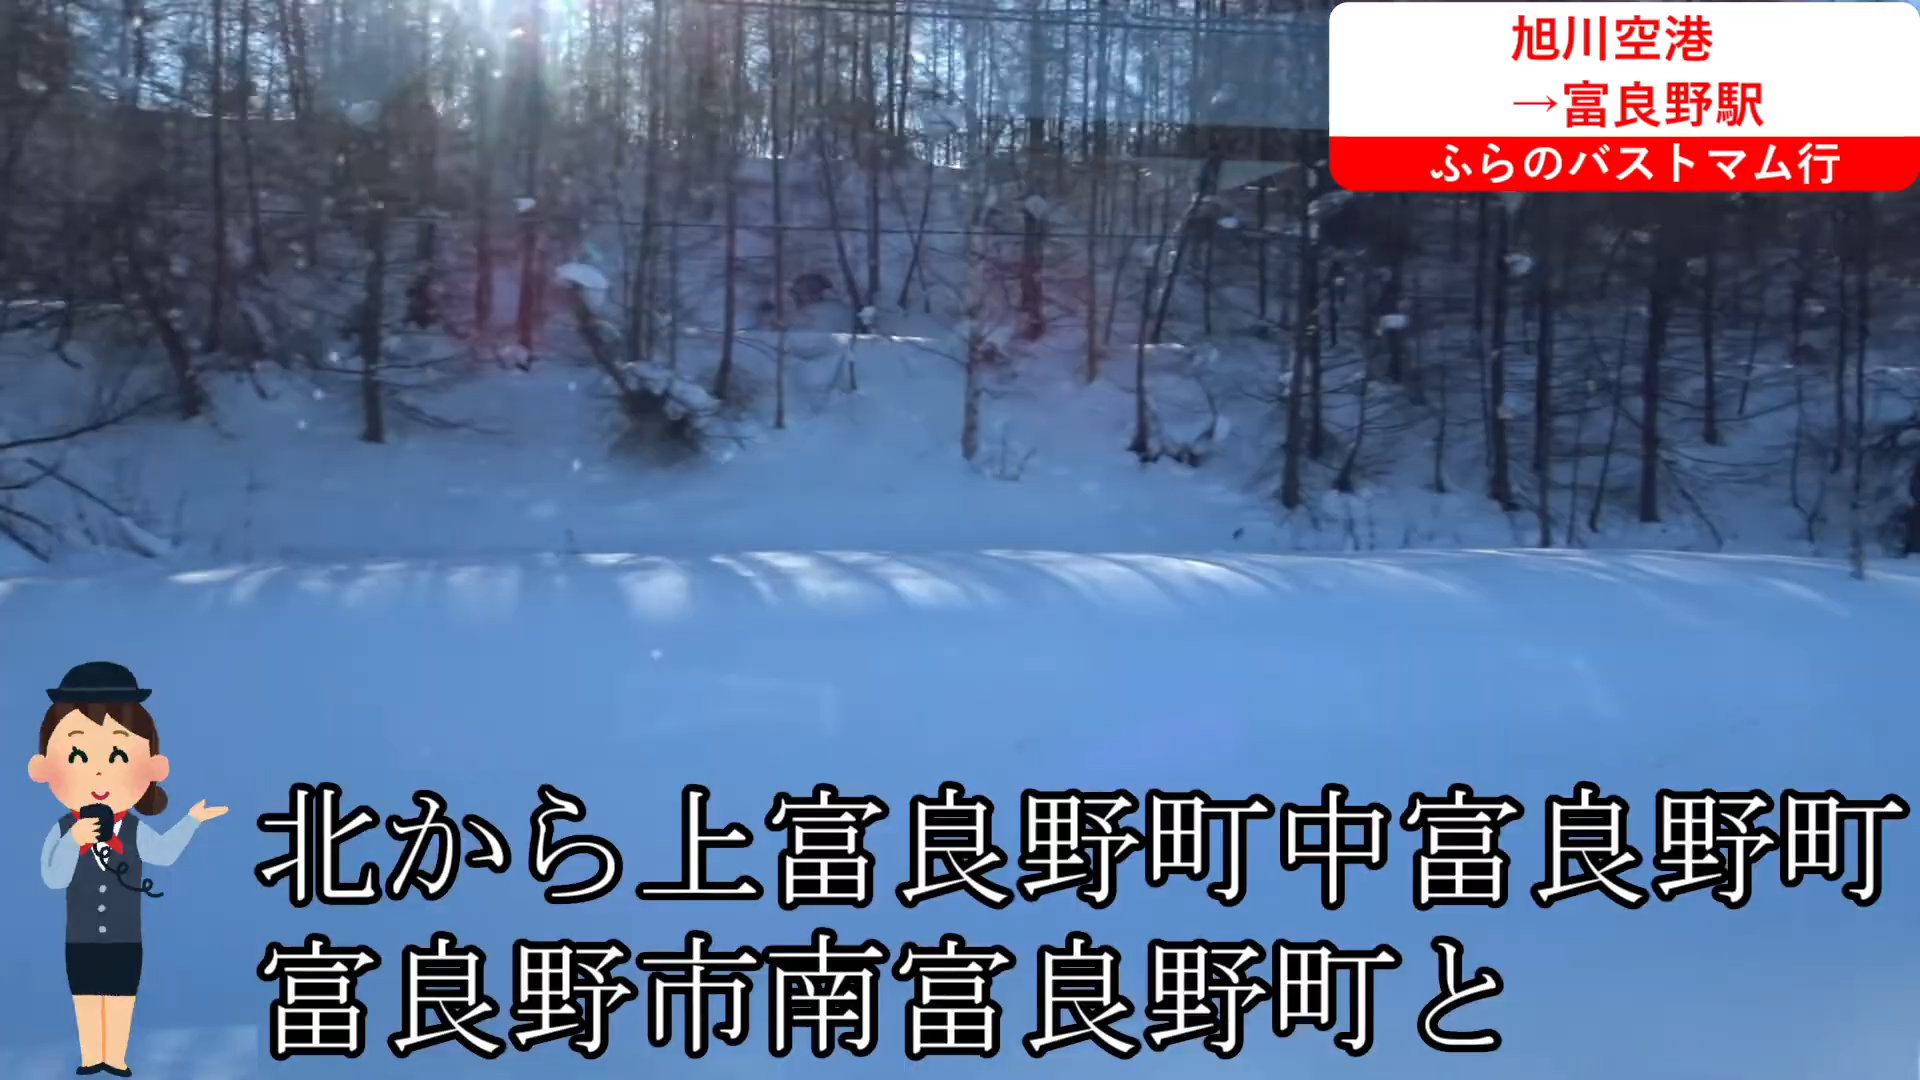 旭川空港
→富良野駅
ふらのバストマム行
北から上富良野町中富良野町
富良野市南富良野町と